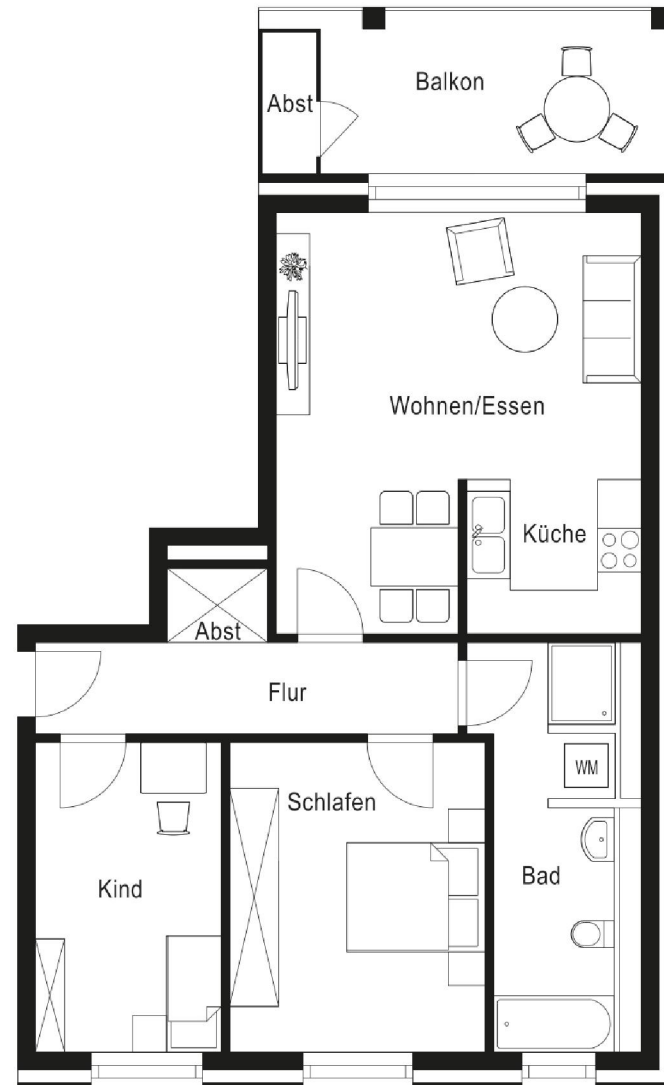 Balkon
Abst
Wohnen/Essen
Küche
Abst
Flur
WM
Schlafen
Bad
Kind